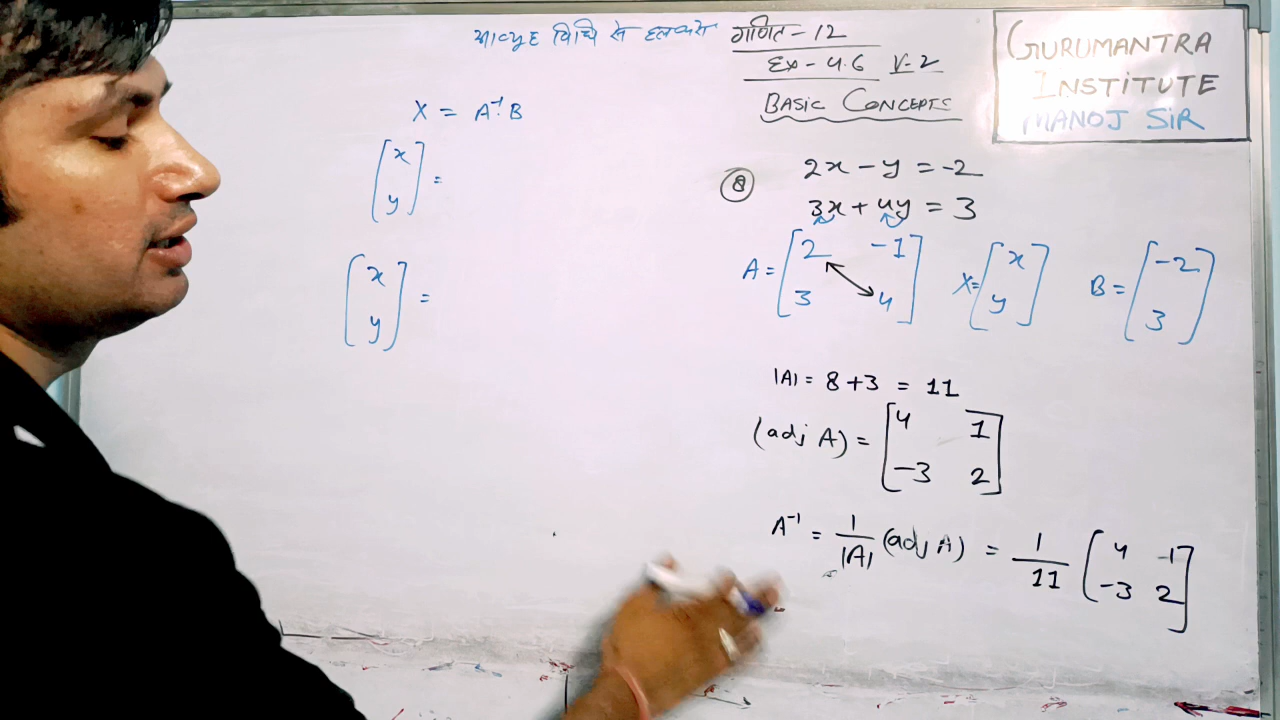 आव्यूह विधि से हल करो
गणित-12
Ex-4.6 V-2
BASIC CONCEPTS
GURUMANTRA
INSTITUTE
MANOJ SIR
X = A⁻¹.B
[x
y] =
[x
y] =
⑧ 2x - y = -2
3x + 4y = 3
A = [2 -1
3 4]
X = [x
y]
B = [-2
3]
|A| = 8 + 3 = 11
(adj A) = [4 1
-3 2]
A⁻¹ = 1/|A| (adj A) = 1/11 [4 -1
-3 2]